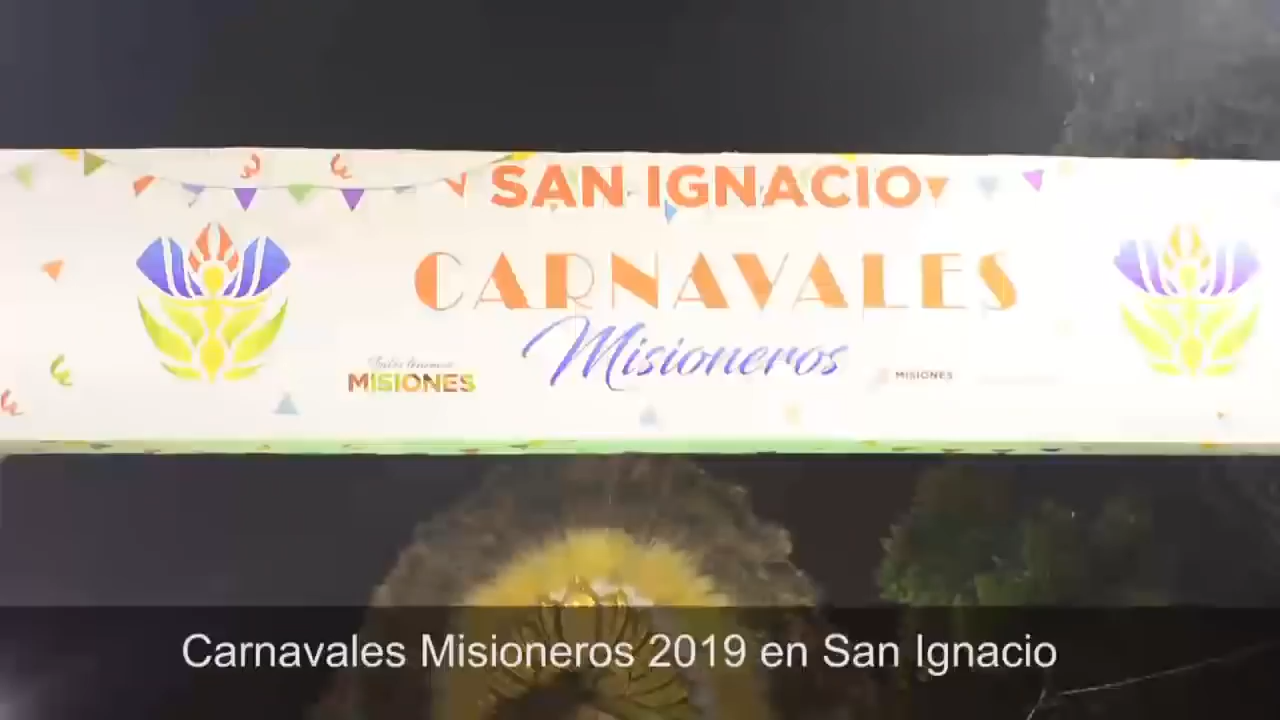 SAN IGNACIO
CARNAVALES
Misioneros
MISIONES
MISIONES
Carnavales Misioneros 2019 en San Ignacio